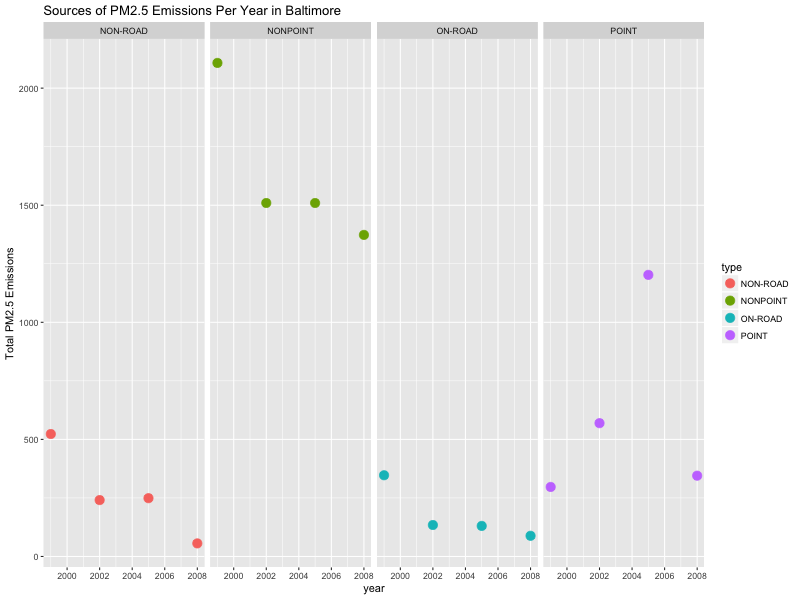 Sources of PM2.5 Emissions Per Year in Baltimore
NON-ROAD NONPOINT ON-ROAD POINT
2000
1500
1000
500
0
Total PM2.5 Emissions
2000 2002 2004 2006 2008 2000 2002 2004 2006 2008 2000 2002 2004 2006 2008 2000 2002 2004 2006 2008
year
type
NON-ROAD
NONPOINT
ON-ROAD
POINT